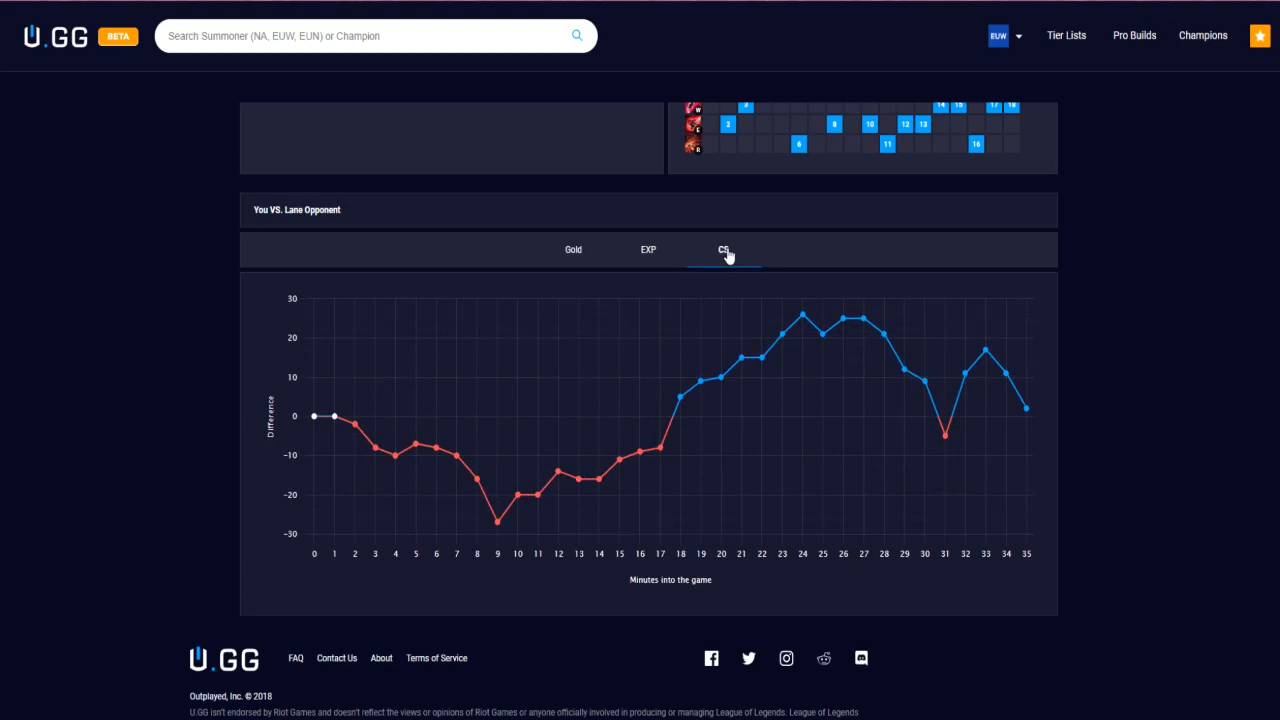 U.GG BETA Search Summoner (NA, EUW, EUN) or Champion EUW Tier Lists Pro Builds Champions
W 3 14 15 17 18
E 2 8 10 12 13
R 6 11 16
You VS. Lane Opponent
Gold EXP CS
30
20
10
0
-10
-20
-30
Difference
0 1 2 3 4 5 6 7 8 9 10 11 12 13 14 15 16 17 18 19 20 21 22 23 24 25 26 27 28 29 30 31 32 33 34 35
Minutes into the game
U.GG FAQ Contact Us About Terms of Service
Outplayed, Inc. © 2018
U.GG isn't endorsed by Riot Games and doesn't reflect the views or opinions of Riot Games or anyone officially involved in producing or managing League of Legends. League of Legends